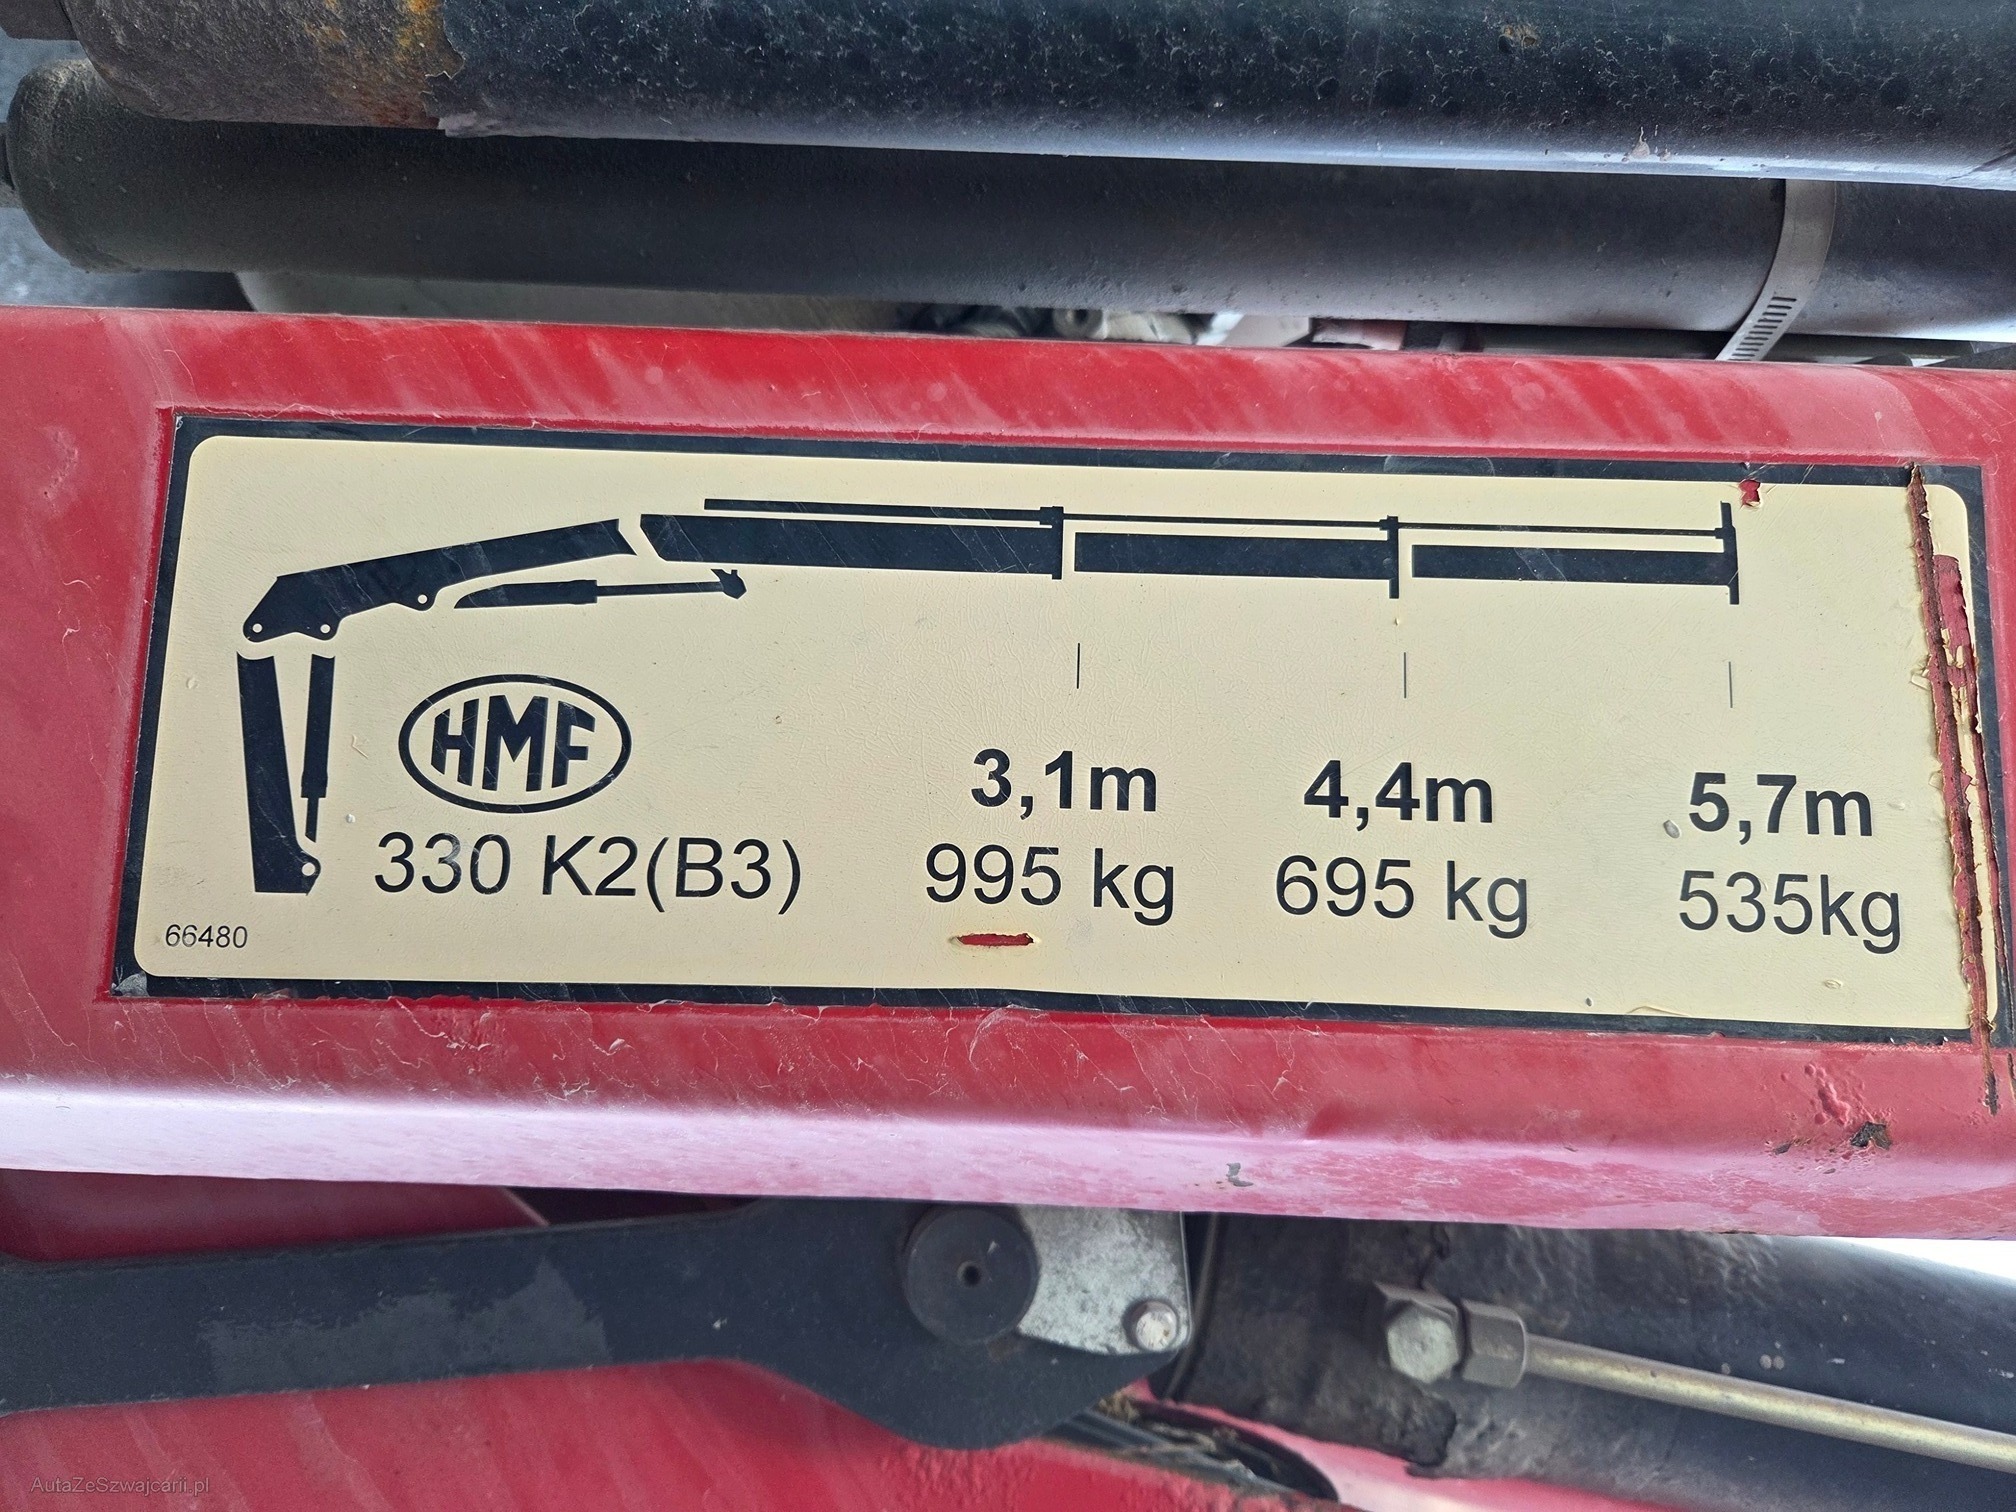 HMF
330 K2(B3)
3,1m 4,4m 5,7m
995 kg 695 kg 535kg
66480
AutaZeSzwajcarii.pl